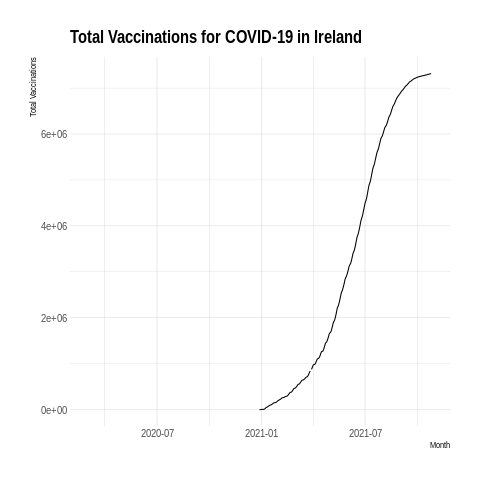 Total Vaccinations for COVID-19 in Ireland
Total Vaccinations
6e+06
4e+06
2e+06
0e+00
2020-07 2021-01 2021-07
Month